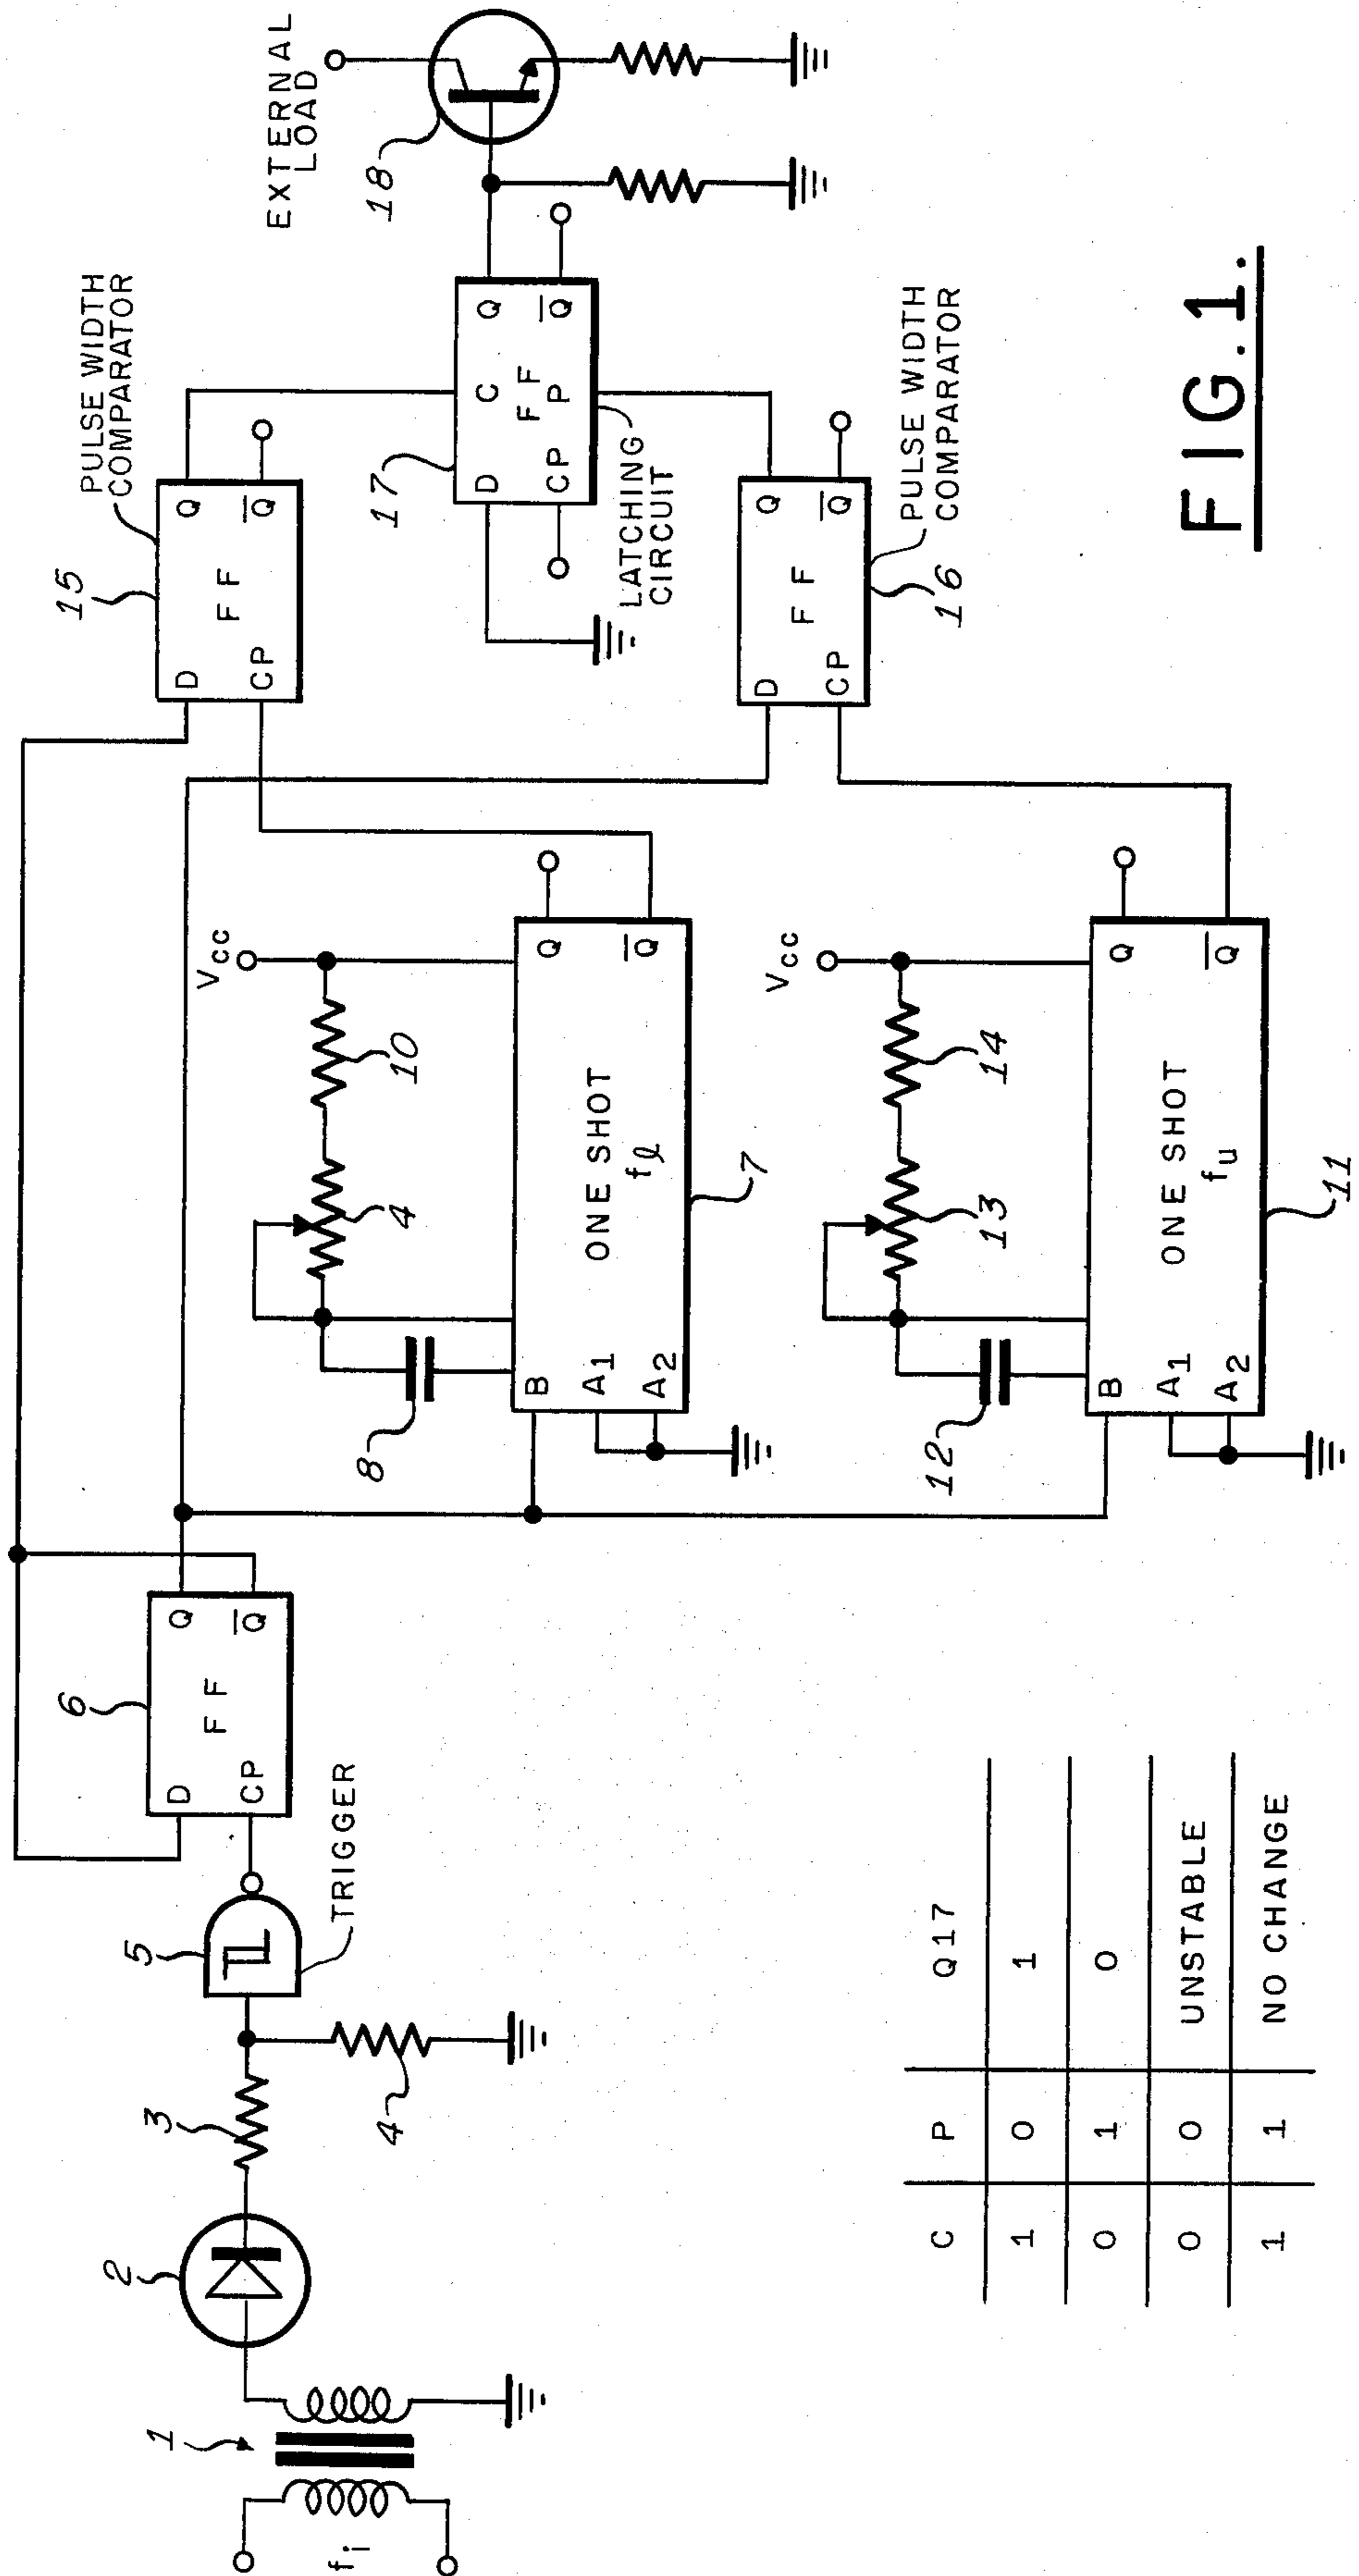 EXTERNAL
LOAD
18
PULSE WIDTH
COMPARATOR
15
D
CP
FF
Q
Q̅
17
D
CP
C
FF
P
Q
Q̅
LATCHING
CIRCUIT
D
CP
FF
Q
Q̅
16
PULSE WIDTH
COMPARATOR
Vcc
10
4
8
B
A1
A2
ONE SHOT
fℓ
Q
Q̅
7
Vcc
14
13
12
B
A1
A2
ONE SHOT
fu
Q
Q̅
11
6
D
CP
FF
Q
Q̅
5
TRIGGER
3
4
2
1
fi
C P Q17
1 0 1
0 1 0
0 0 UNSTABLE
1 1 NO CHANGE
FIG.1.